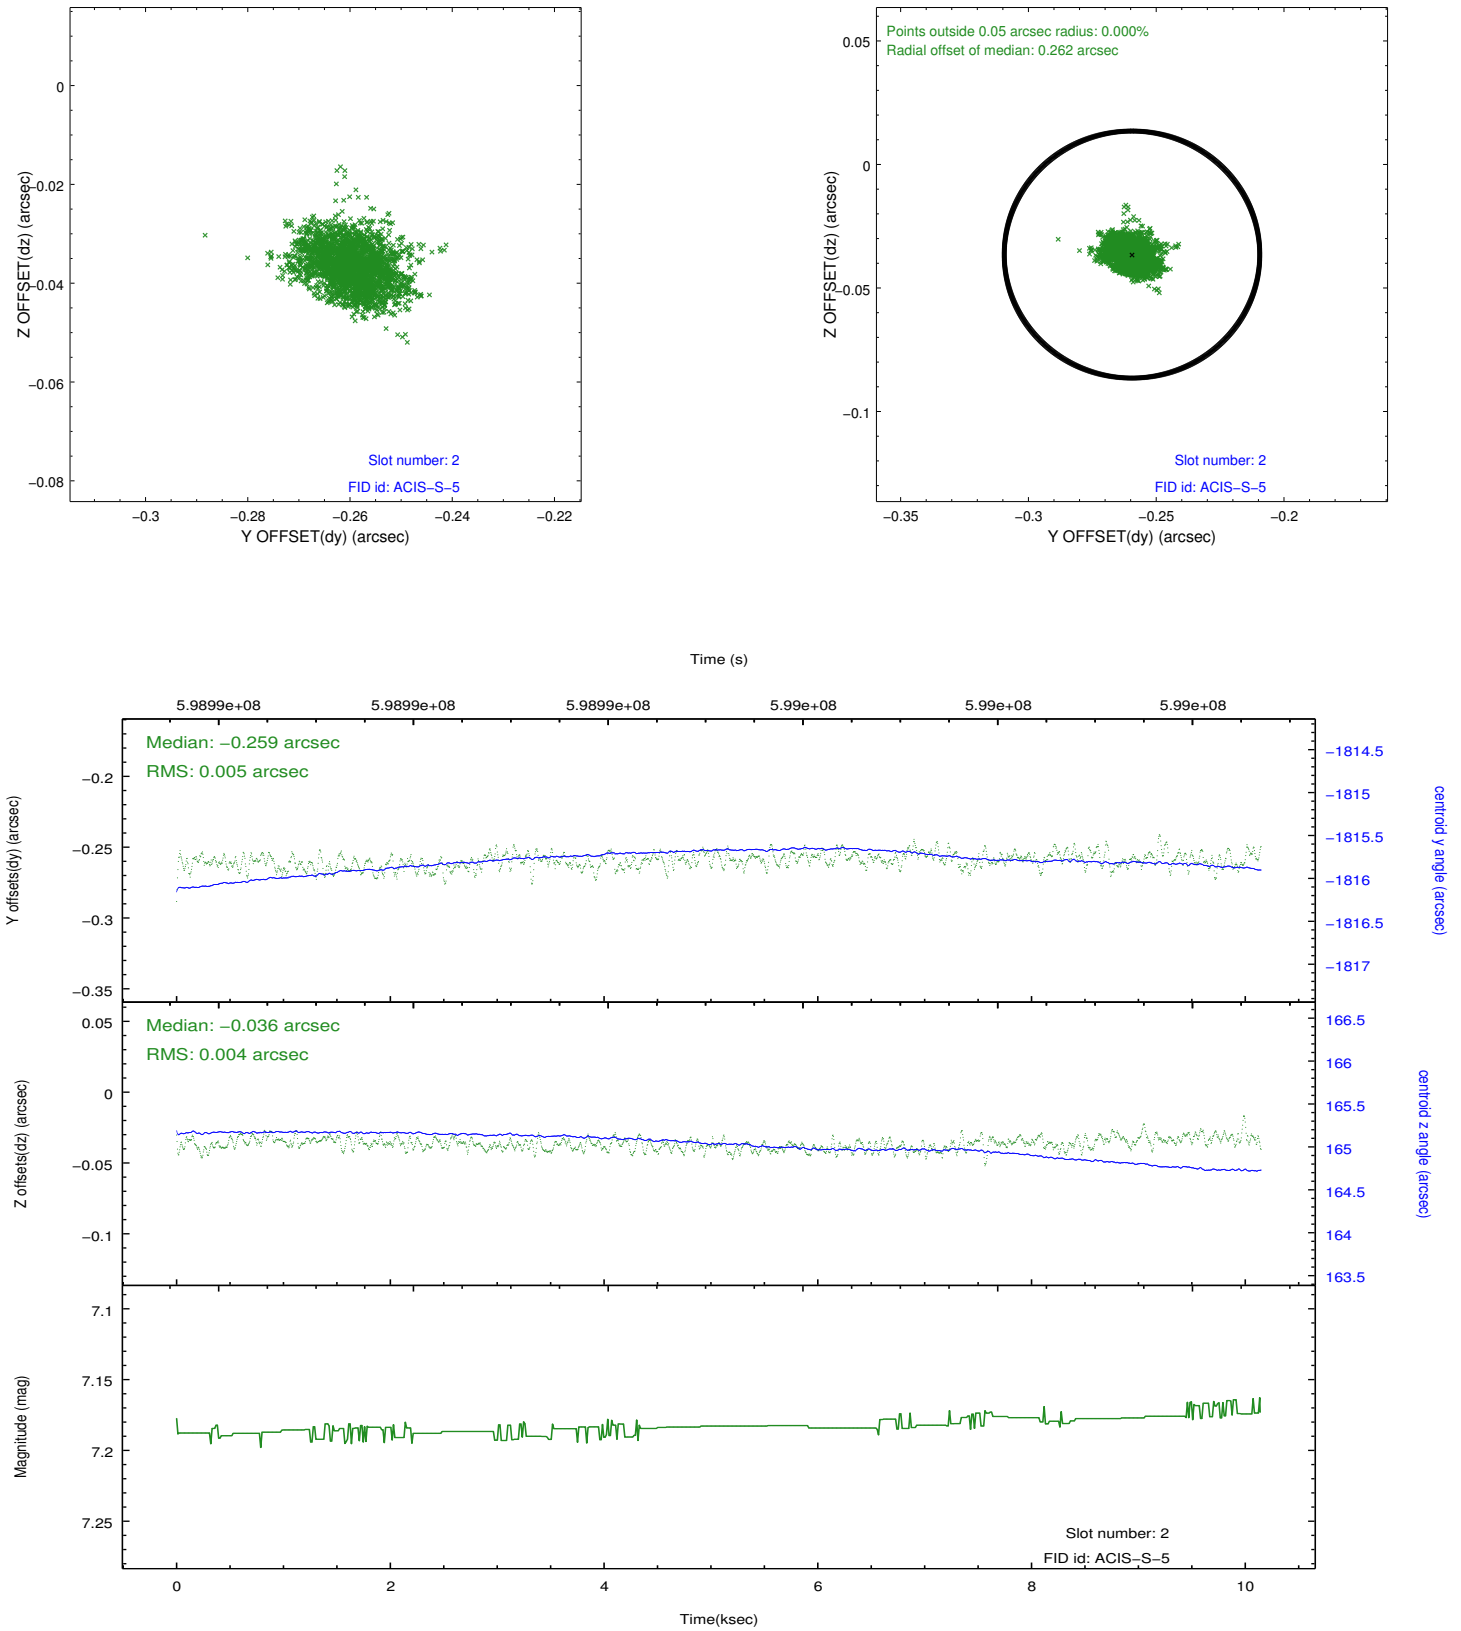 0
−0.02
−0.04
−0.06
−0.08
Z OFFSET(dz) (arcsec)
Slot number: 2
FID id: ACIS−S−5
−0.3
−0.28
−0.26
−0.24
−0.22
Y OFFSET(dy) (arcsec)
Points outside 0.05 arcsec radius: 0.000%
Radial offset of median: 0.262 arcsec
0.05
0
−0.05
−0.1
Z OFFSET(dz) (arcsec)
Slot number: 2
FID id: ACIS−S−5
−0.35
−0.3
−0.25
−0.2
Y OFFSET(dy) (arcsec)
Time (s)
5.9899e+08
5.9899e+08
5.9899e+08
5.99e+08
5.99e+08
5.99e+08
Median: −0.259 arcsec
RMS: 0.005 arcsec
−0.2
−0.25
−0.3
−0.35
Y offsets(dy) (arcsec)
−1814.5
−1815
−1815.5
−1816
−1816.5
−1817
centroid y angle (arcsec)
Median: −0.036 arcsec
RMS: 0.004 arcsec
0.05
0
−0.05
−0.1
Z offsets(dz) (arcsec)
166.5
166
165.5
165
164.5
164
163.5
centroid z angle (arcsec)
7.1
7.15
7.2
7.25
Magnitude (mag)
Slot number: 2
FID id: ACIS−S−5
0
2
4
6
8
10
Time(ksec)